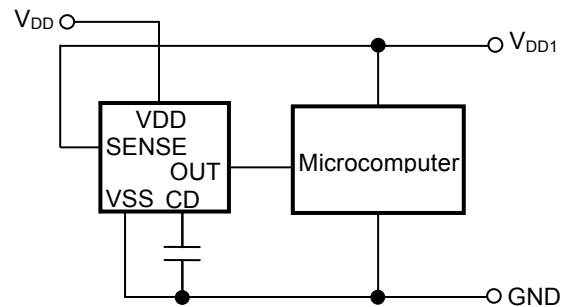 VDD
VDD1
VDD
SENSE
OUT
VSS CD
Microcomputer
GND